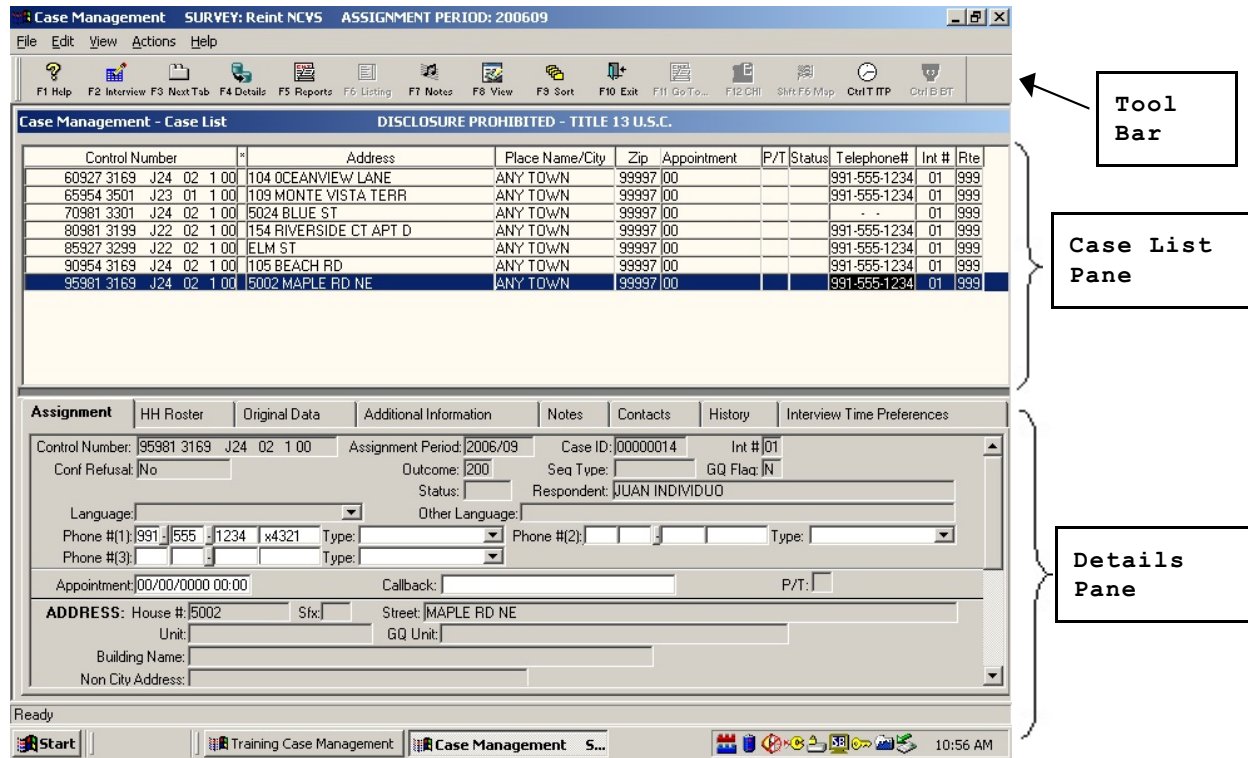 Case Management SURVEY: Reint NCVS ASSIGNMENT PERIOD: 200609
File Edit View Actions Help
F1 Help F2 Interview F3 Next Tab F4 Details F5 Reports F6 Listing F7 Notes F8 View F9 Sort F10 Exit F11 Go To... F12 CHI Shft F6 Map Ctrl T ITP Ctrl B BT
Tool
Bar
Case Management - Case List DISCLOSURE PROHIBITED - TITLE 13 U.S.C.
Control Number * Address Place Name/City Zip Appointment P/T Status Telephone# Int # Rte
60927 3169 J24 02 1 00 104 OCEANVIEW LANE ANY TOWN 99997 00 991-555-1234 01 999
65954 3501 J23 01 1 00 109 MONTE VISTA TERR ANY TOWN 99997 00 991-555-1234 01 999
70981 3301 J24 02 1 00 5024 BLUE ST ANY TOWN 99997 00 - - 01 999
80981 3199 J22 02 1 00 154 RIVERSIDE CT APT D ANY TOWN 99997 00 991-555-1234 01 999
85927 3299 J22 02 1 00 ELM ST ANY TOWN 99997 00 991-555-1234 01 999
90954 3169 J24 02 1 00 105 BEACH RD ANY TOWN 99997 00 991-555-1234 01 999
95981 3169 J24 02 1 00 5002 MAPLE RD NE ANY TOWN 99997 00 991-555-1234 01 999
Case List
Pane
Assignment HH Roster Original Data Additional Information Notes Contacts History Interview Time Preferences
Control Number: 95981 3169 J24 02 1 00 Assignment Period: 2006/09 Case ID: 00000014 Int # 01
Conf Refusal: No Outcome: 200 Seq Type: GQ Flag: N
Status: Respondent: JUAN INDIVIDUO
Language: Other Language:
Phone #(1): 991 - 555 - 1234 x4321 Type: Phone #(2): - Type:
Phone #(3): - Type:
Appointment: 00/00/0000 00:00 Callback: P/T:
ADDRESS: House #: 5002 Sfx: Street: MAPLE RD NE
Unit: GQ Unit:
Building Name:
Non City Address:
Details
Pane
Ready
Start Training Case Management Case Management S... 10:56 AM